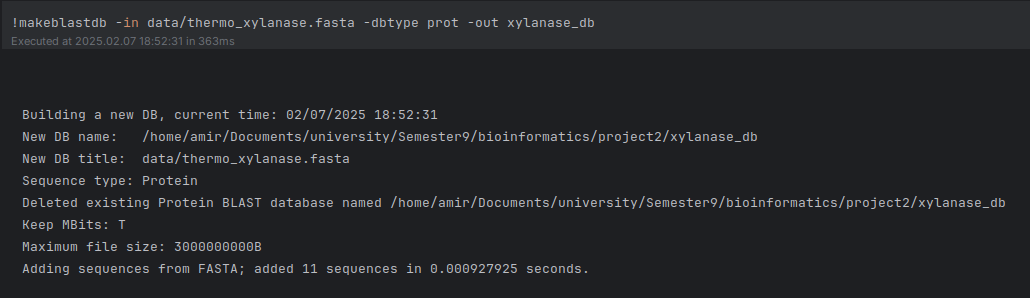 !makeblastdb -in data/thermo_xylanase.fasta -dbtype prot -out xylanase_db
Executed at 2025.02.07 18:52:31 in 363ms
Building a new DB, current time: 02/07/2025 18:52:31
New DB name:   /home/amir/Documents/university/Semester9/bioinformatics/project2/xylanase_db
New DB title:  data/thermo_xylanase.fasta
Sequence type: Protein
Deleted existing Protein BLAST database named /home/amir/Documents/university/Semester9/bioinformatics/project2/xylanase_db
Keep MBits: T
Maximum file size: 3000000000B
Adding sequences from FASTA; added 11 sequences in 0.000927925 seconds.